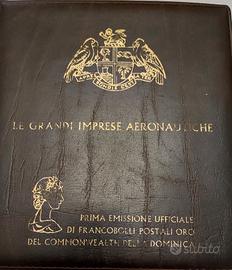 LE GRANDI IMPRESE AERONAUTICHE
PRIMA EMISSIONE UFFICIALE
DI FRANCOBOLLI POSTALI ORO
DEL COMMONWEALTH DELLA DOMINICA
subito